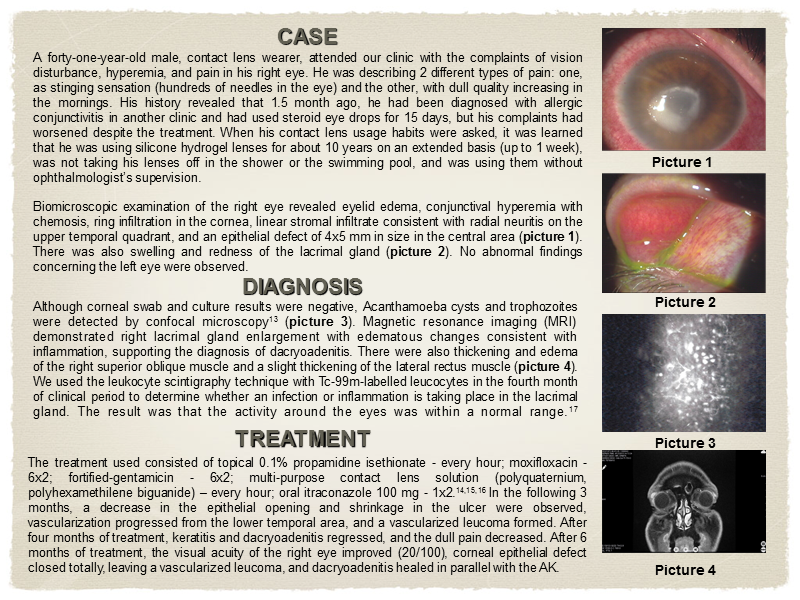 CASE
A forty-one-year-old male, contact lens wearer, attended our clinic with the complaints of vision
disturbance, hyperemia, and pain in his right eye. He was describing 2 different types of pain: one,
as stinging sensation (hundreds of needles in the eye) and the other, with dull quality increasing in
the mornings. His history revealed that 1.5 month ago, he had been diagnosed with allergic
conjunctivitis in another clinic and had used steroid eye drops for 15 days, but his complaints had
worsened despite the treatment. When his contact lens usage habits were asked, it was learned
that he was using silicone hydrogel lenses for about 10 years on an extended basis (up to 1 week),
was not taking his lenses off in the shower or the swimming pool, and was using them without
ophthalmologist's supervision.
Biomicroscopic examination of the right eye revealed eyelid edema, conjunctival hyperemia with
chemosis, ring infiltration in the cornea, linear stromal infiltrate consistent with radial neuritis on the
upper temporal quadrant, and an epithelial defect of 4x5 mm in size in the central area (picture 1).
There was also swelling and redness of the lacrimal gland (picture 2). No abnormal findings
concerning the left eye were observed.
DIAGNOSIS
Although corneal swab and culture results were negative, Acanthamoeba cysts and trophozoites
were detected by confocal microscopy¹³ (picture 3). Magnetic resonance imaging (MRI)
demonstrated right lacrimal gland enlargement with edematous changes consistent with
inflammation, supporting the diagnosis of dacryoadenitis. There were also thickening and edema
of the right superior oblique muscle and a slight thickening of the lateral rectus muscle (picture 4).
We used the leukocyte scintigraphy technique with Tc-99m-labelled leucocytes in the fourth month
of clinical period to determine whether an infection or inflammation is taking place in the lacrimal
gland. The result was that the activity around the eyes was within a normal range.¹⁷
TREATMENT
The treatment used consisted of topical 0.1% propamidine isethionate - every hour; moxifloxacin -
6x2; fortified-gentamicin - 6x2; multi-purpose contact lens solution (polyquaternium,
polyhexamethilene biguanide) – every hour; oral itraconazole 100 mg - 1x2.¹⁴,¹⁵,¹⁶ In the following 3
months, a decrease in the epithelial opening and shrinkage in the ulcer were observed,
vascularization progressed from the lower temporal area, and a vascularized leucoma formed. After
four months of treatment, keratitis and dacryoadenitis regressed, and the dull pain decreased. After 6
months of treatment, the visual acuity of the right eye improved (20/100), corneal epithelial defect
closed totally, leaving a vascularized leucoma, and dacryoadenitis healed in parallel with the AK.
Picture 1
Picture 2
Picture 3
Picture 4